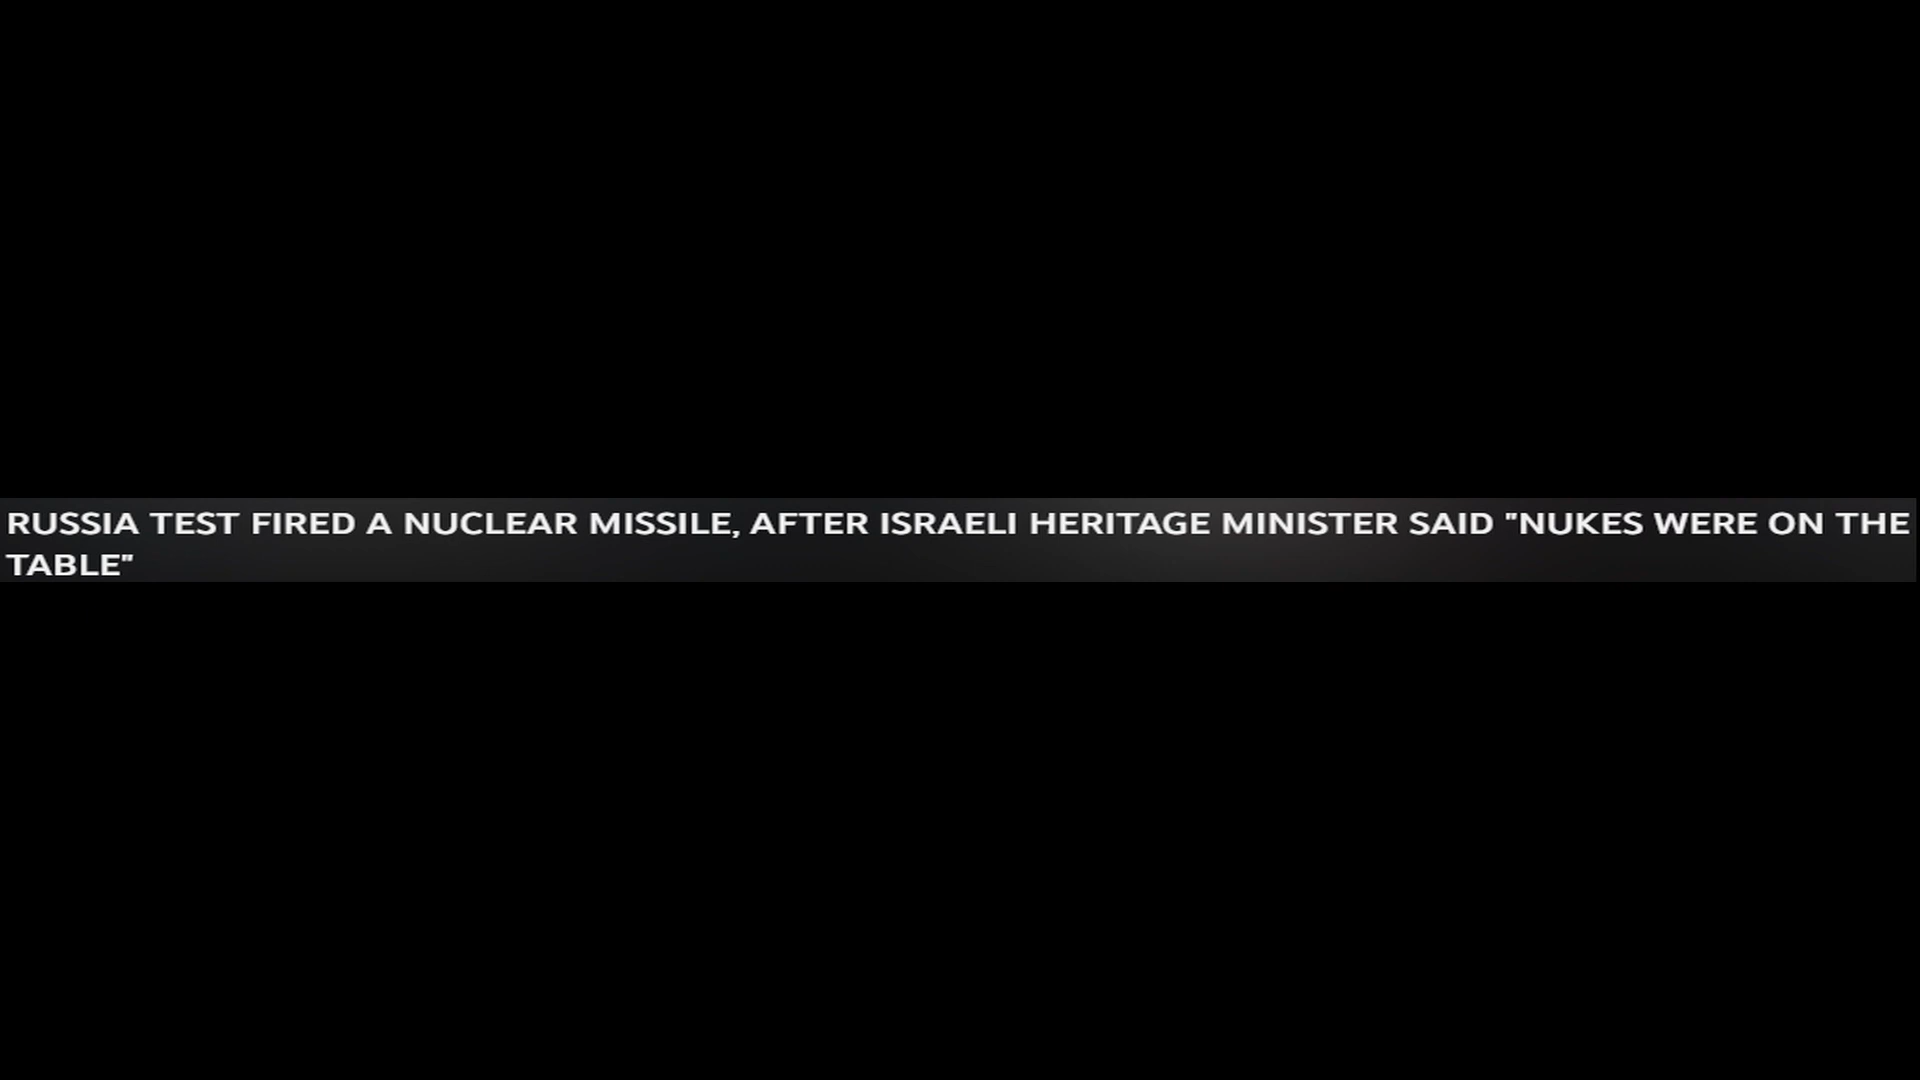 RUSSIA TEST FIRED A NUCLEAR MISSILE, AFTER ISRAELI HERITAGE MINISTER SAID "NUKES WERE ON THE
TABLE"